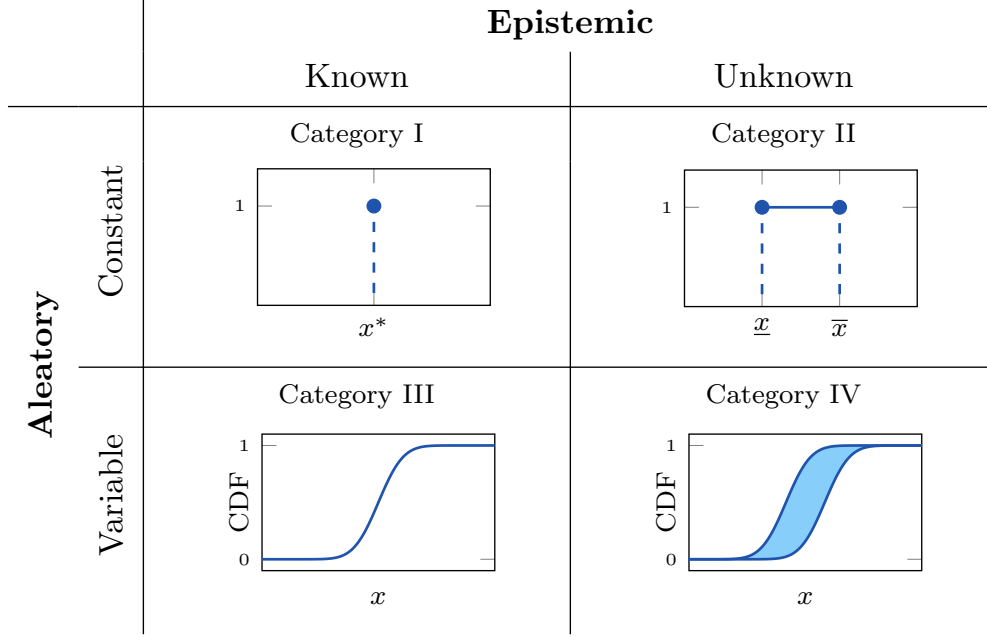 Epistemic
Known
Unknown
Aleatory
Constant
Category I
1
x*
Category II
1
x̲ x̅
Variable
Category III
CDF
1
0
x
Category IV
CDF
1
0
x